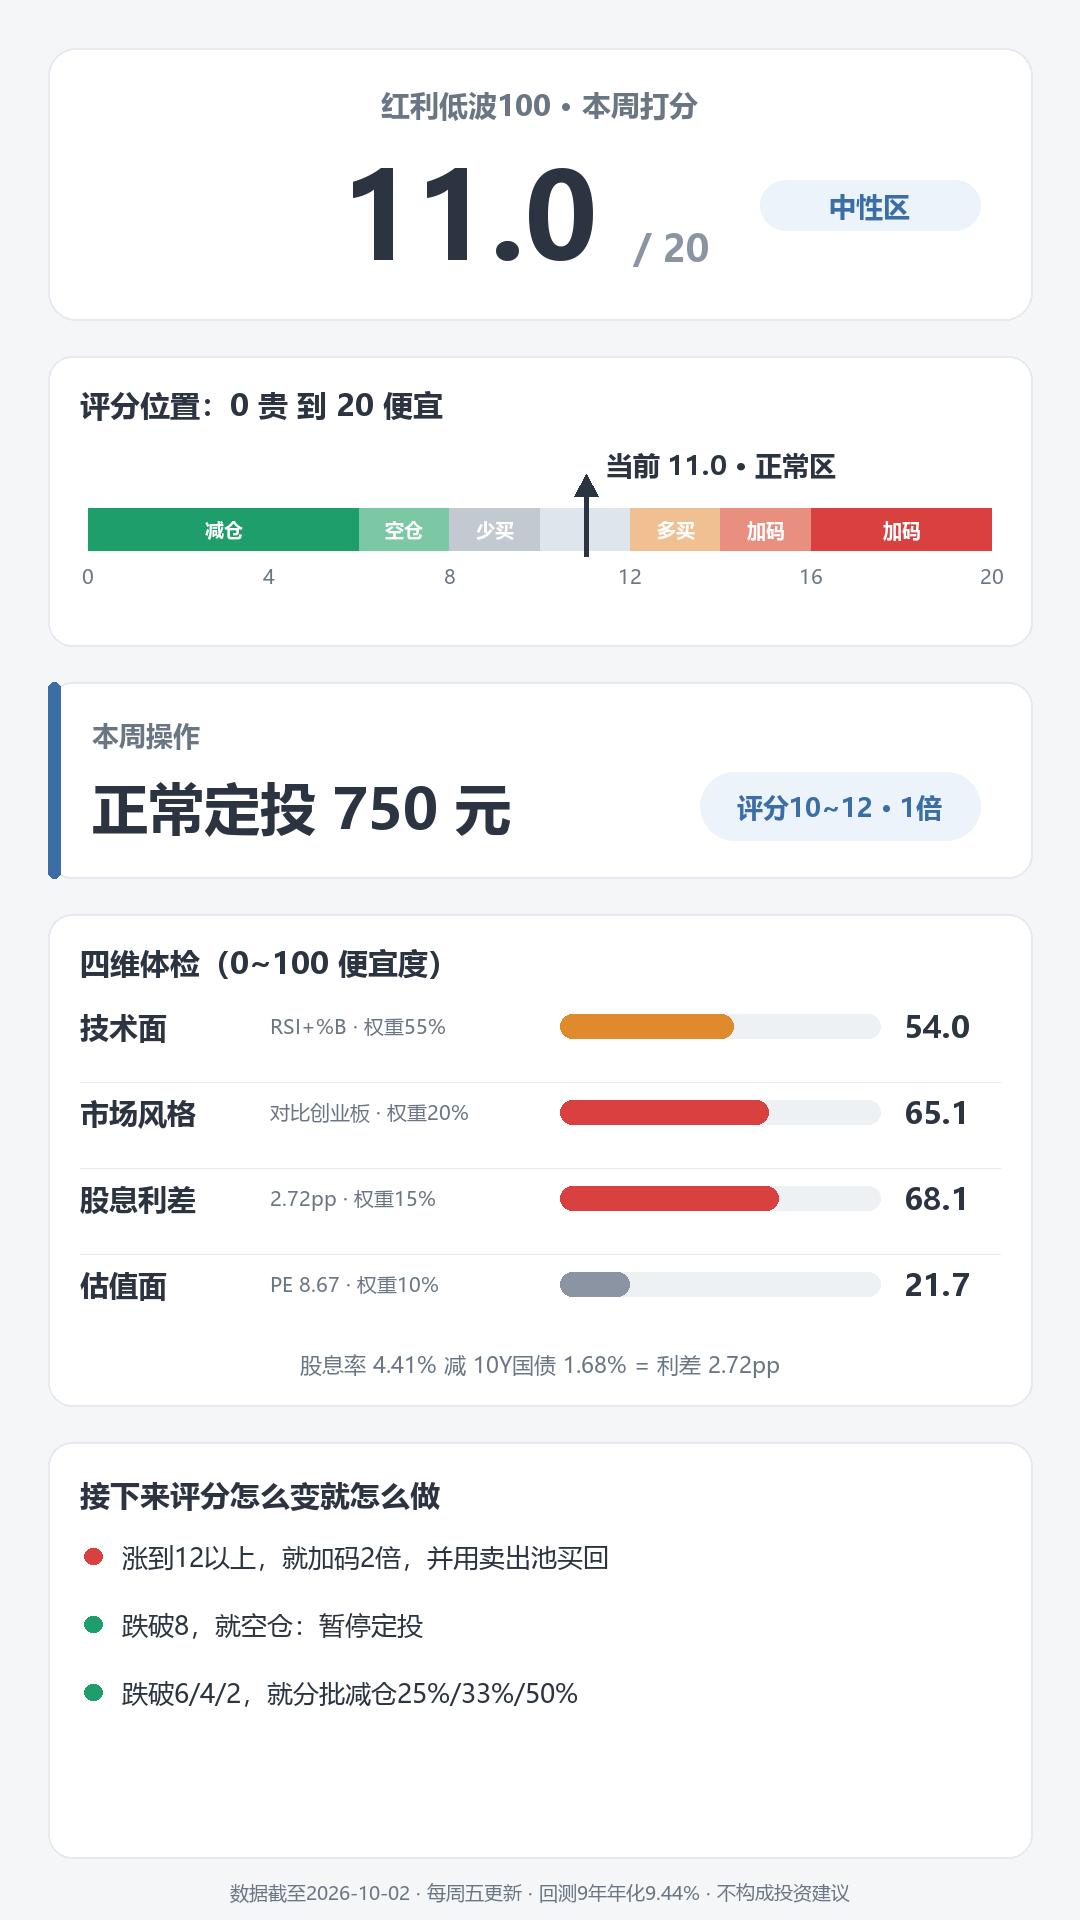 红利低波100 • 本周打分
11.0 / 20
中性区
评分位置：0 贵 到 20 便宜
当前 11.0 • 正常区
减仓 空仓 少买 多买 加码 加码
0 4 8 12 16 20
本周操作
正常定投 750 元
评分10~12 • 1倍
四维体检（0~100 便宜度）
技术面 RSI+%B · 权重55% 54.0
市场风格 对比创业板 · 权重20% 65.1
股息利差 2.72pp · 权重15% 68.1
估值面 PE 8.67 · 权重10% 21.7
股息率 4.41% 减 10Y国债 1.68% = 利差 2.72pp
接下来评分怎么变就怎么做
涨到12以上，就加码2倍，并用卖出池买回
跌破8，就空仓：暂停定投
跌破6/4/2，就分批减仓25%/33%/50%
数据截至2026-10-02 · 每周五更新 · 回测9年年化9.44% · 不构成投资建议